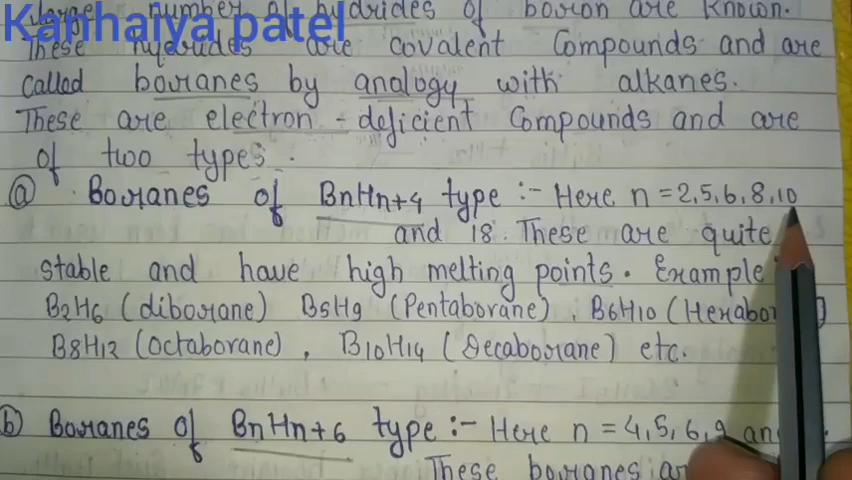 large number of hydrides of boron are known.
Kanhaiya patel
These hydrides are covalent Compounds and are
called boranes by analogy with alkanes.
These are electron-deficient Compounds and are
of two types.
(a) Boranes of BnHn+4 type :- Here n = 2,5,6,8,10
and 18. These are quite
stable and have high melting points. Example
B2H6 (diborane) B5H9 (Pentaborane), B6H10 (Hexabor
B8H12 (Octaborane), B10H14 (Decaborane) etc.
(b) Boranes of BnHn+6 type :- Here n = 4,5,6,9 an
These boranes ar